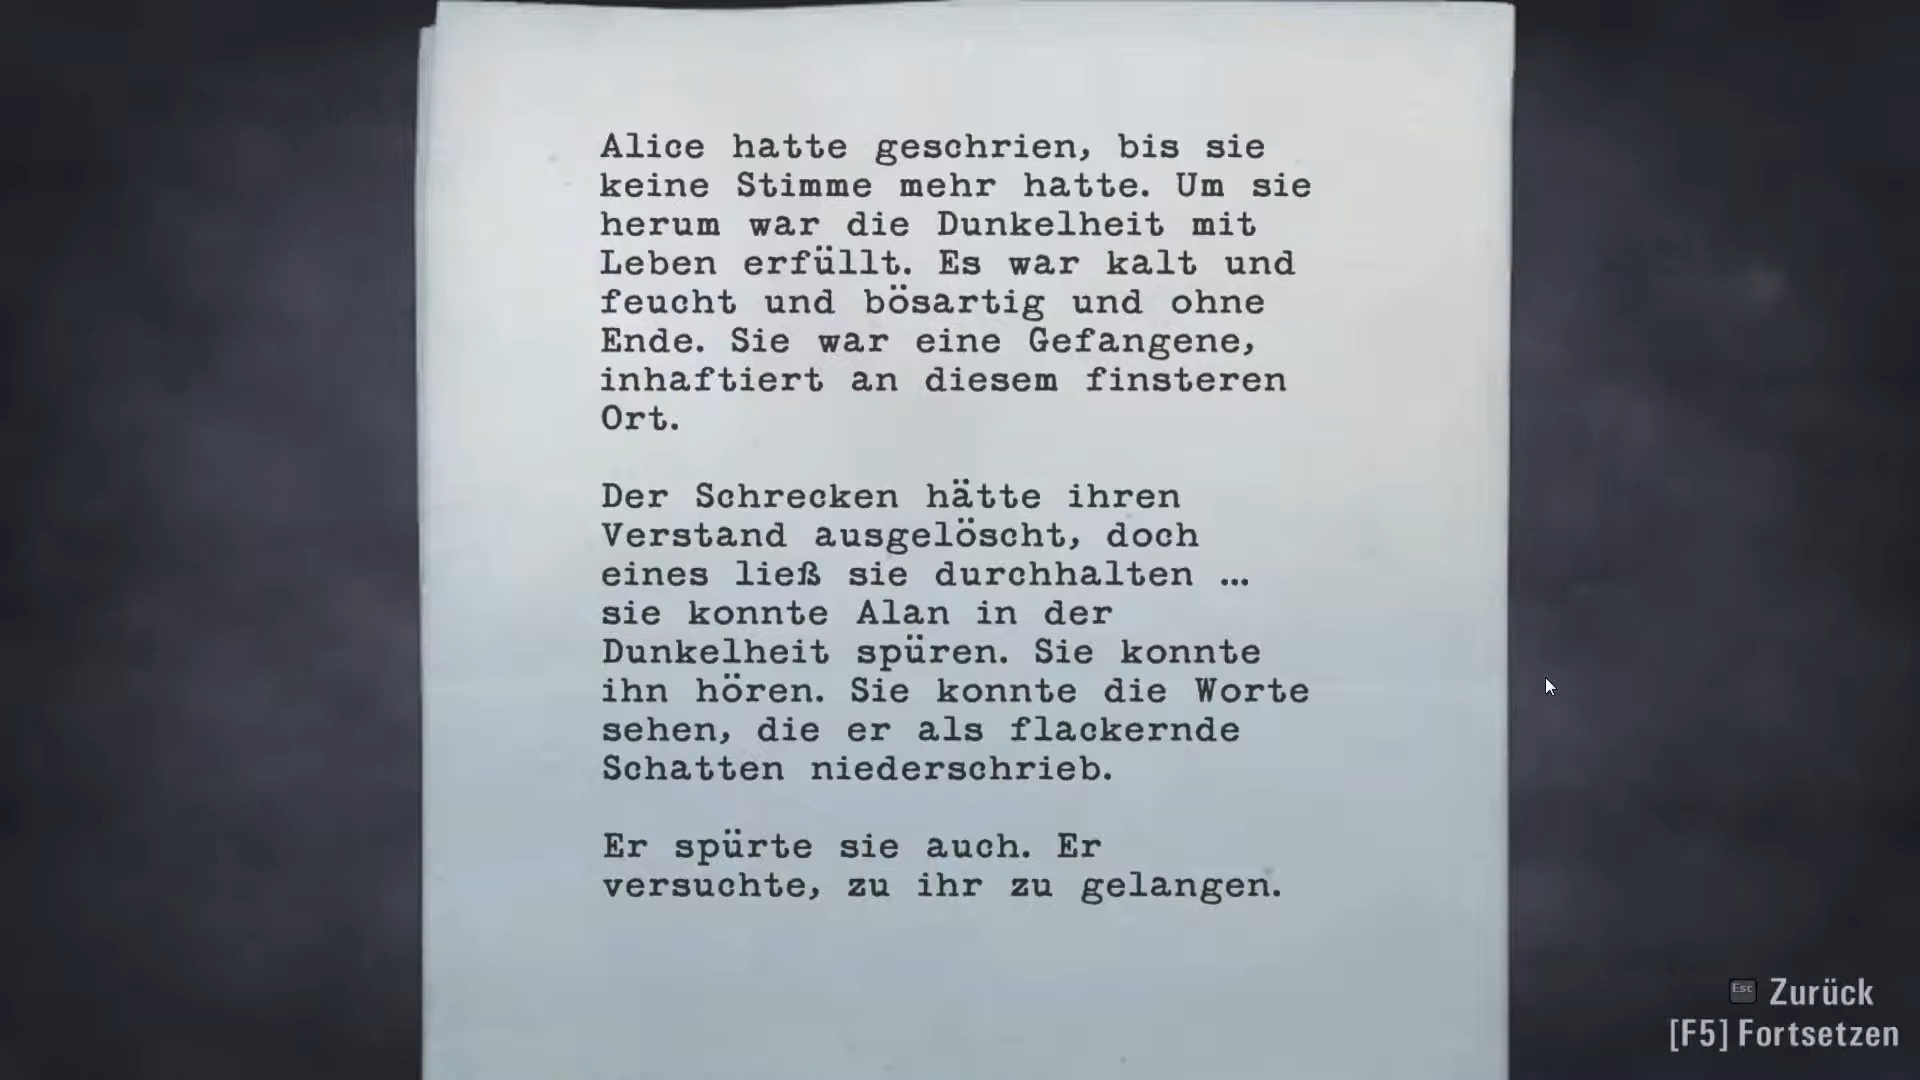 Alice hatte geschrien, bis sie
keine Stimme mehr hatte. Um sie
herum war die Dunkelheit mit
Leben erfüllt. Es war kalt und
feucht und bösartig und ohne
Ende. Sie war eine Gefangene,
inhaftiert an diesem finsteren
Ort.
Der Schrecken hätte ihren
Verstand ausgelöscht, doch
eines ließ sie durchhalten …
sie konnte Alan in der
Dunkelheit spüren. Sie konnte
ihn hören. Sie konnte die Worte
sehen, die er als flackernde
Schatten niederschrieb.
Er spürte sie auch. Er
versuchte, zu ihr zu gelangen.
Esc Zurück
[F5] Fortsetzen